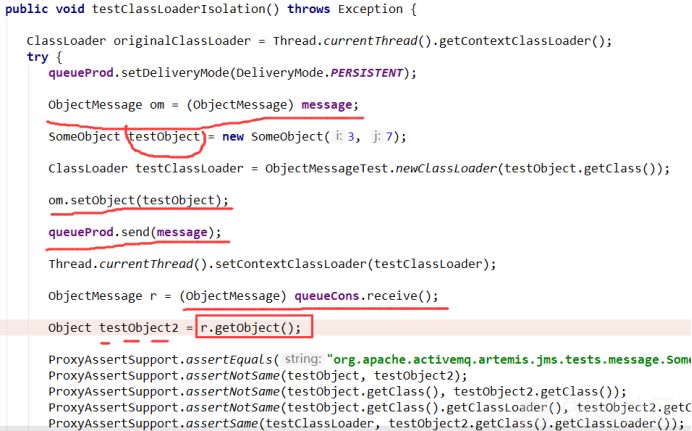 public void testClassLoaderIsolation() throws Exception {
ClassLoader originalClassLoader = Thread.currentThread().getContextClassLoader();
try {
queueProd.setDeliveryMode(DeliveryMode.PERSISTENT);
ObjectMessage om = (ObjectMessage) message;
SomeObject testObject = new SomeObject( i: 3, j: 7);
ClassLoader testClassLoader = ObjectMessageTest.newClassLoader(testObject.getClass());
om.setObject(testObject);
queueProd.send(message);
Thread.currentThread().setContextClassLoader(testClassLoader);
ObjectMessage r = (ObjectMessage) queueCons.receive();
Object testObject2 = r.getObject();
ProxyAssertSupport.assertEquals( string: "org.apache.activemq.artemis.jms.tests.message.Some
ProxyAssertSupport.assertNotSame(testObject, testObject2);
ProxyAssertSupport.assertNotSame(testObject.getClass(), testObject2.getClass());
ProxyAssertSupport.assertNotSame(testObject.getClass().getClassLoader(), testObject2.getC
ProxyAssertSupport.assertSame(testClassLoader, testObject2.getClass().getClassLoader());